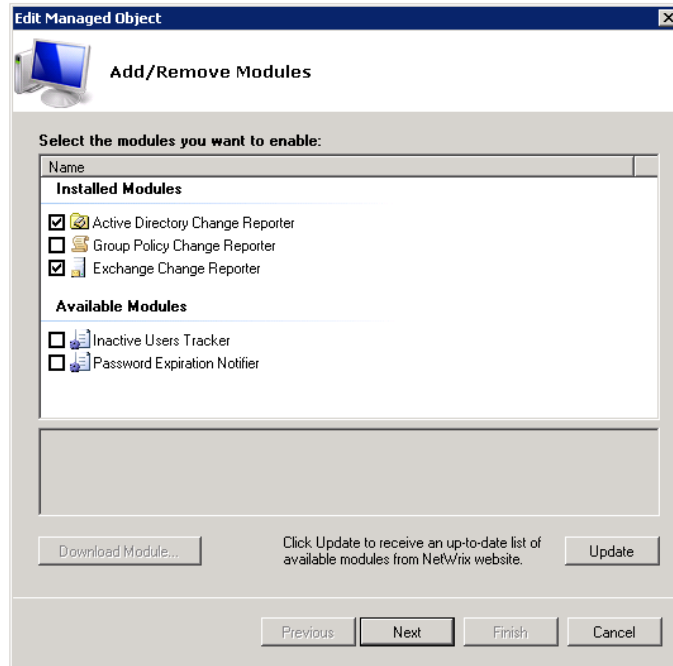 Edit Managed Object
Add/Remove Modules
Select the modules you want to enable:
Name
Installed Modules
Active Directory Change Reporter
Group Policy Change Reporter
Exchange Change Reporter
Available Modules
Inactive Users Tracker
Password Expiration Notifier
Download Module...
Click Update to receive an up-to-date list of
available modules from NetWrix website.
Update
Previous
Next
Finish
Cancel